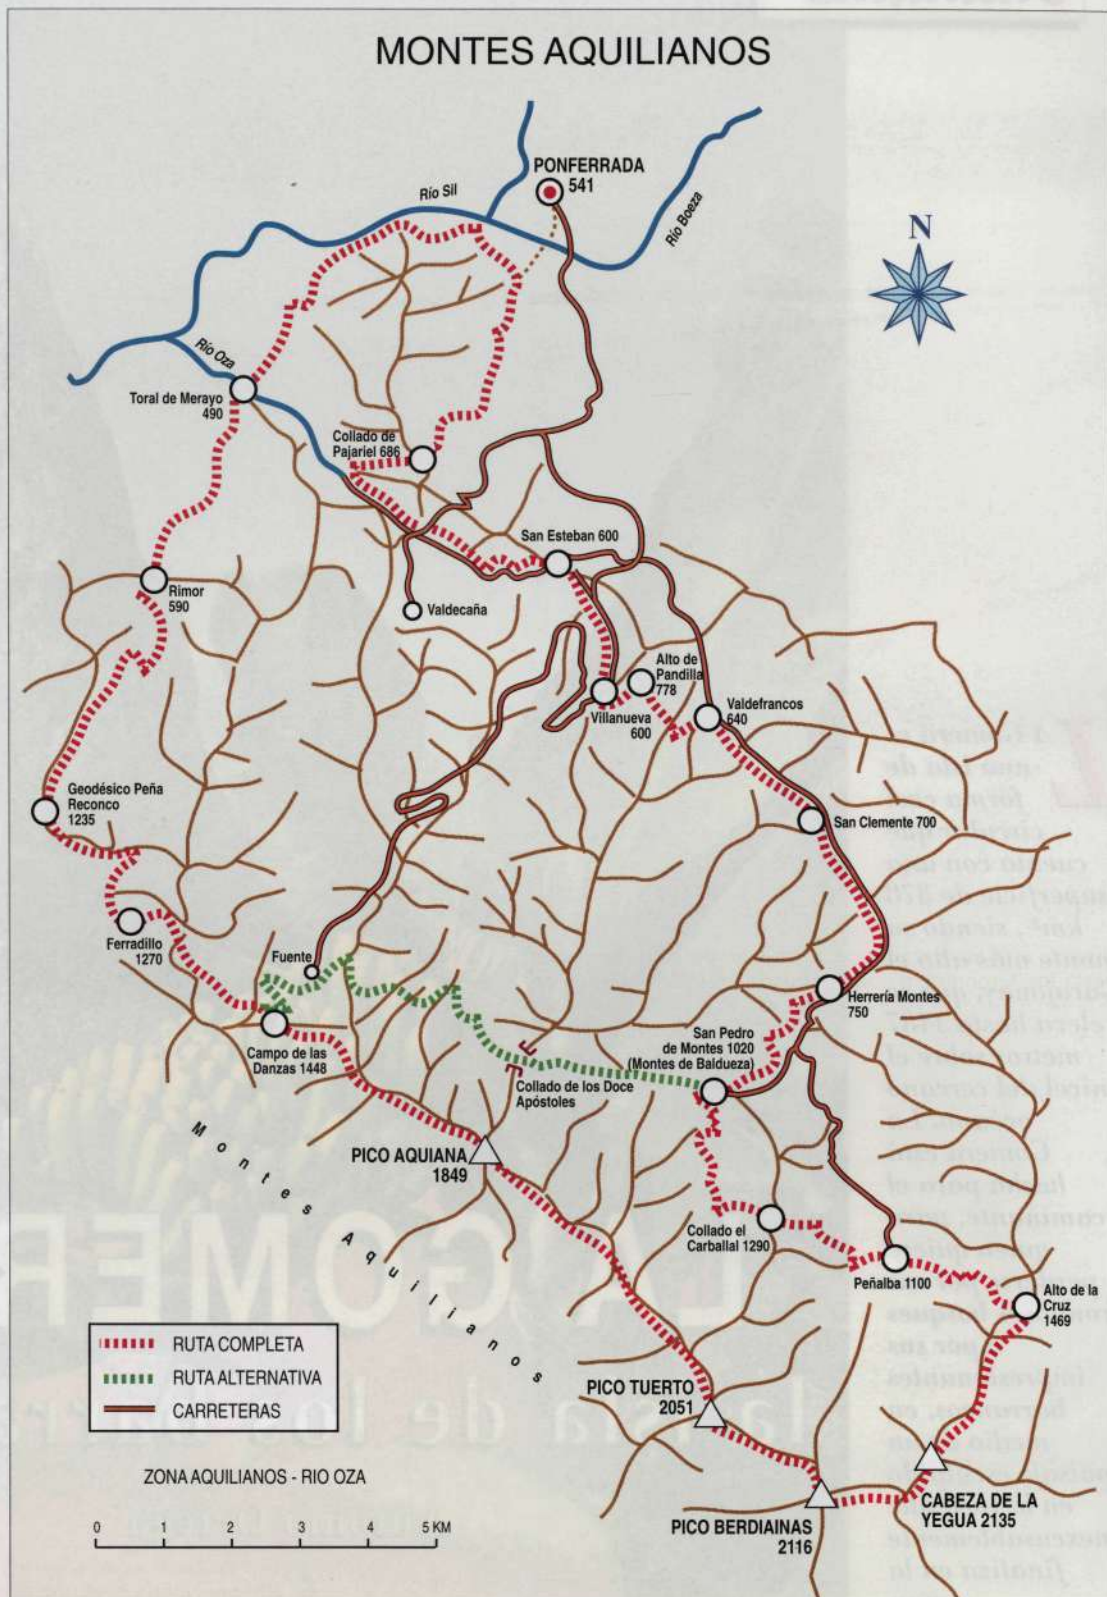 MONTES AQUILIANOS
PONFERRADA
541
Río Sil
Río Boeza
N
Río Oza
Toral de Merayo
490
Collado de
Pajariel 686
San Esteban 600
Rimor
590
Valdecaña
Alto de
Pandilla
778
Villanueva
600
Valdefrancos
640
Geodésico Peña
Reconco
1235
San Clemente 700
Ferradillo
1270
Fuente
Herrería Montes
750
Campo de las
Danzas 1448
San Pedro
de Montes 1020
(Montes de Baldueza)
Collado de los Doce
Apóstoles
PICO AQUIANA
1849
Montes Aquilianos
Collado el
Carballal 1290
Peñalba 1100
Alto de la
Cruz
1469
RUTA COMPLETA
RUTA ALTERNATIVA
CARRETERAS
PICO TUERTO
2051
ZONA AQUILIANOS - RIO OZA
PICO BERDIAINAS
2116
CABEZA DE LA
YEGUA 2135
0 1 2 3 4 5 KM